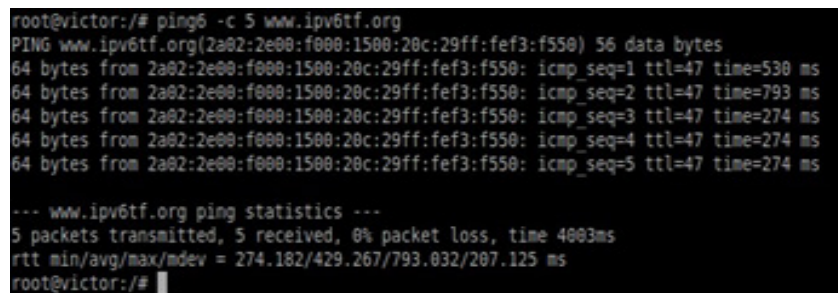 root@victor:/# ping6 -c 5 www.ipv6tf.org
PING www.ipv6tf.org(2a02:2e00:f000:1500:20c:29ff:fef3:f550) 56 data bytes
64 bytes from 2a02:2e00:f000:1500:20c:29ff:fef3:f550: icmp_seq=1 ttl=47 time=530 ms
64 bytes from 2a02:2e00:f000:1500:20c:29ff:fef3:f550: icmp_seq=2 ttl=47 time=793 ms
64 bytes from 2a02:2e00:f000:1500:20c:29ff:fef3:f550: icmp_seq=3 ttl=47 time=274 ms
64 bytes from 2a02:2e00:f000:1500:20c:29ff:fef3:f550: icmp_seq=4 ttl=47 time=274 ms
64 bytes from 2a02:2e00:f000:1500:20c:29ff:fef3:f550: icmp_seq=5 ttl=47 time=274 ms
--- www.ipv6tf.org ping statistics ---
5 packets transmitted, 5 received, 0% packet loss, time 4003ms
rtt min/avg/max/mdev = 274.182/429.267/793.032/207.125 ms
root@victor:/#